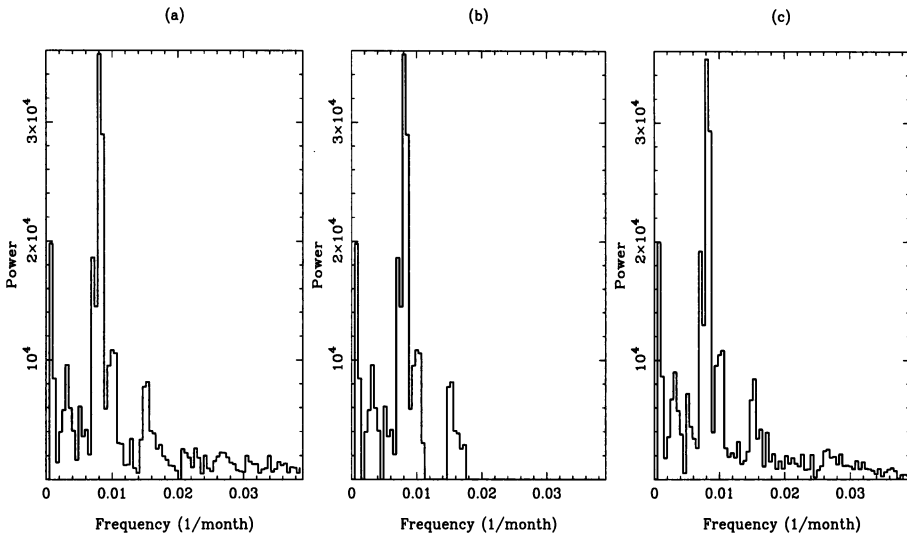 (a)
(b)
(c)
Power
10⁴
2×10⁴
3×10⁴
0
0.01
0.02
0.03
Frequency (1/month)
Power
10⁴
2×10⁴
3×10⁴
0
0.01
0.02
0.03
Frequency (1/month)
Power
10⁴
2×10⁴
3×10⁴
0
0.01
0.02
0.03
Frequency (1/month)